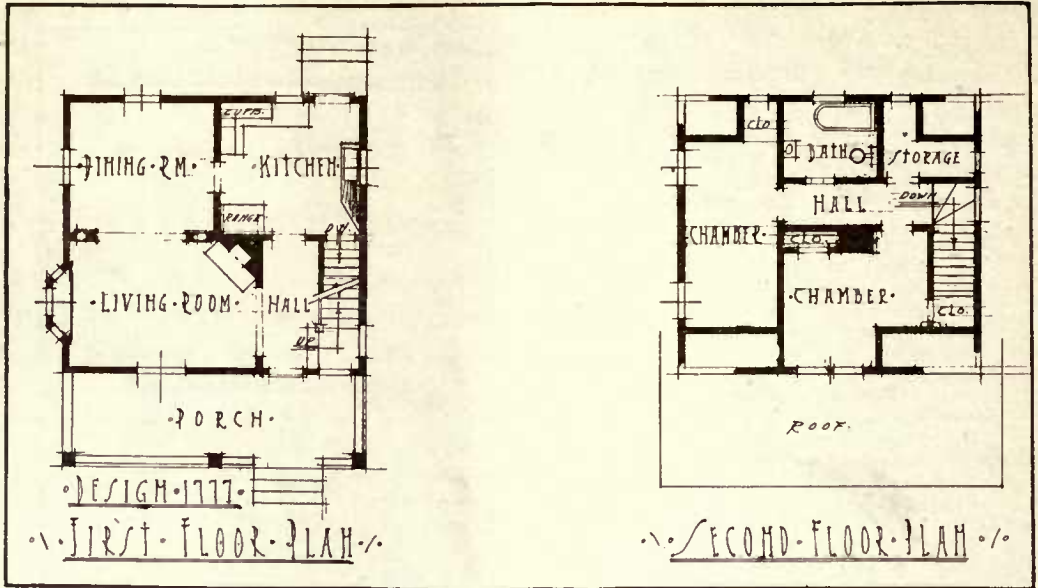 CUPB.
·DINING·RM.· ·KITCHEN·
RANGE
DN.
·LIVING·ROOM· HALL
UP
·PORCH·
·DESIGN·1777·
·FIRST·FLOOR·PLAN·
CLO.
BATH
STORAGE
HALL
DOWN
·CHAMBER·
CLO.
·CHAMBER·
CLO.
ROOF.
·SECOND·FLOOR·PLAN·